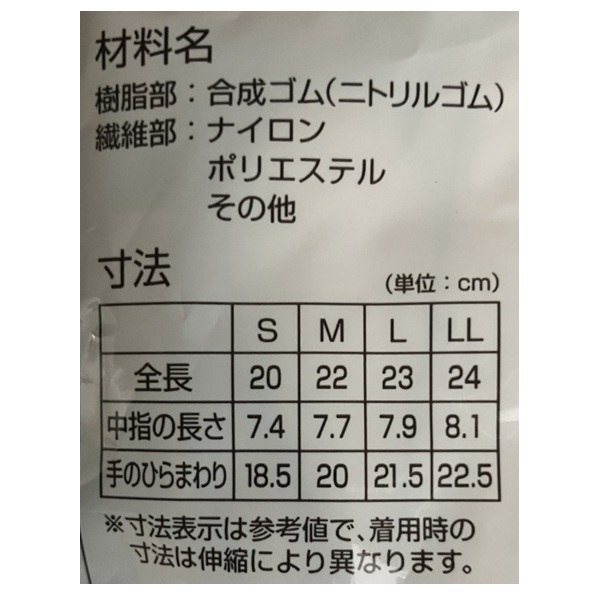 材料名
樹脂部：合成ゴム(ニトリルゴム)
繊維部：ナイロン
ポリエステル
その他
寸法 (単位：cm)
S M L LL
全長 20 22 23 24
中指の長さ 7.4 7.7 7.9 8.1
手のひらまわり 18.5 20 21.5 22.5
※寸法表示は参考値で、着用時の
寸法は伸縮により異なります。